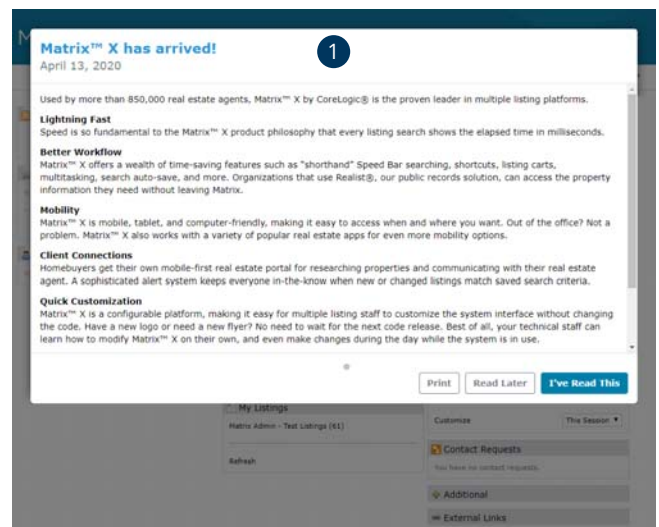 M
Matrix™ X has arrived!
1
April 13, 2020
Used by more than 850,000 real estate agents, Matrix™ X by CoreLogic® is the proven leader in multiple listing platforms.
Lightning Fast
Speed is so fundamental to the Matrix™ X product philosophy that every listing search shows the elapsed time in milliseconds.
Better Workflow
Matrix™ X offers a wealth of time-saving features such as “shorthand” Speed Bar searching, shortcuts, listing carts,
multitasking, search auto-save, and more. Organizations that use Realist®, our public records solution, can access the property
information they need without leaving Matrix.
Mobility
Matrix™ X is mobile, tablet, and computer-friendly, making it easy to access when and where you want. Out of the office? Not a
problem. Matrix™ X also works with a variety of popular real estate apps for even more mobility options.
Client Connections
Homebuyers get their own mobile-first real estate portal for researching properties and communicating with their real estate
agent. A sophisticated alert system keeps everyone in-the-know when new or changed listings match saved search criteria.
Quick Customization
Matrix™ X is a configurable platform, making it easy for multiple listing staff to customize the system interface without changing
the code. Have a new logo or need a new flyer? No need to wait for the next code release. Best of all, your technical staff can
learn how to modify Matrix™ X on their own, and even make changes during the day while the system is in use.
Print Read Later I've Read This
My Listings
Matrix Admin - Test Listings (61)
Customize This Session
Contact Requests
Refresh
You have no contact requests.
Additional
External Links